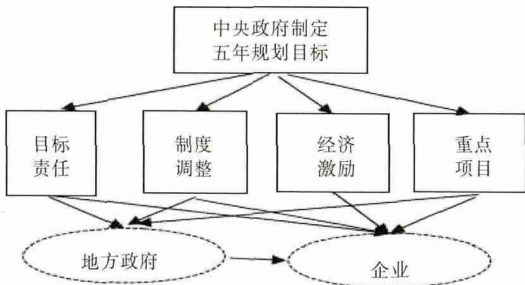 中央政府制定
五年规划目标
目标
责任
制度
调整
经济
激励
重点
项目
地方政府
企业